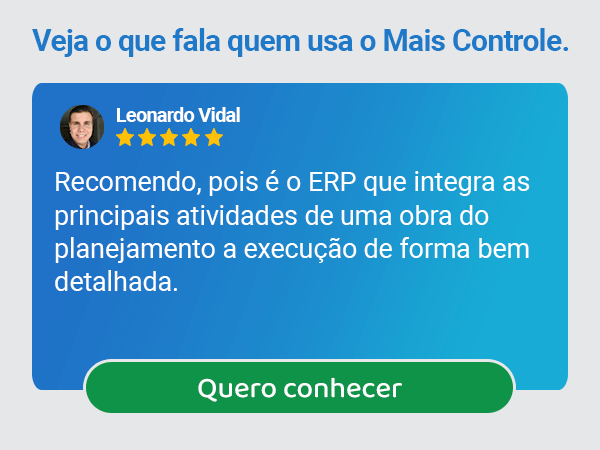 Veja o que fala quem usa o Mais Controle.
Leonardo Vidal
Recomendo, pois é o ERP que integra as
principais atividades de uma obra do
planejamento a execução de forma bem
detalhada.
Quero conhecer